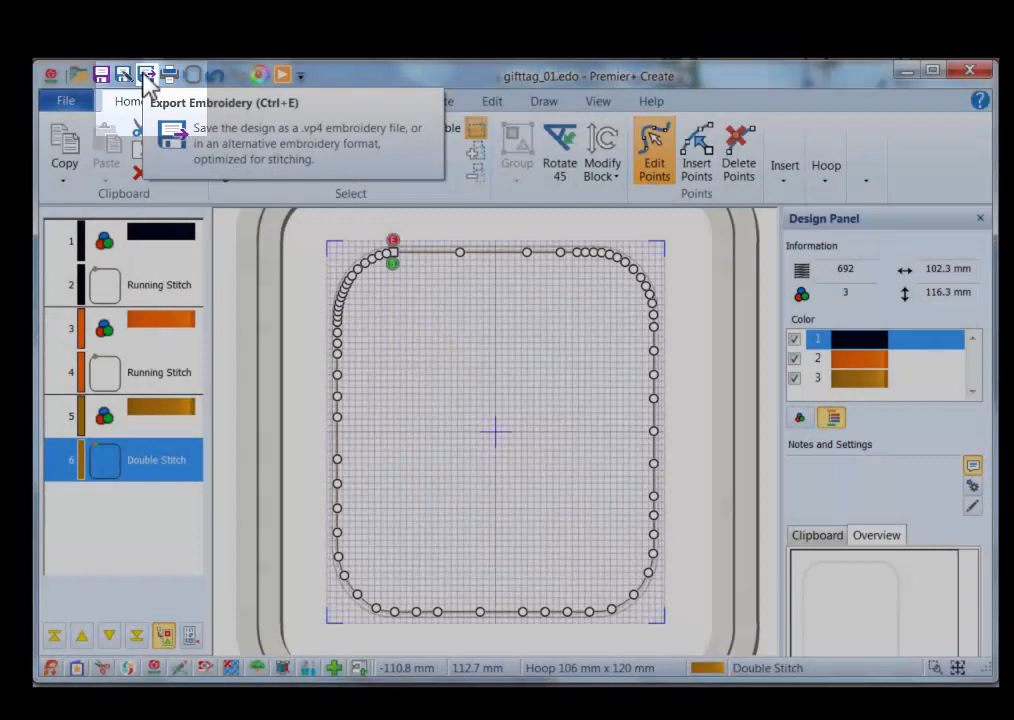 gifttag_01.edo - Premier+ Create
File
Home
Edit
Draw
View
Help
Export Embroidery (Ctrl+E)
Save the design as a .vp4 embroidery file, or
in an alternative embroidery format,
optimized for stitching.
Copy
Paste
Group
Rotate
45
Modify
Block
Edit
Points
Insert
Points
Delete
Points
Insert
Hoop
Clipboard
Select
Points
1
2 Running Stitch
3
4 Running Stitch
5
6 Double Stitch
Design Panel
Information
692 102.3 mm
3 116.3 mm
Color
1
2
3
Notes and Settings
Clipboard Overview
-110.8 mm 112.7 mm Hoop 106 mm x 120 mm Double Stitch